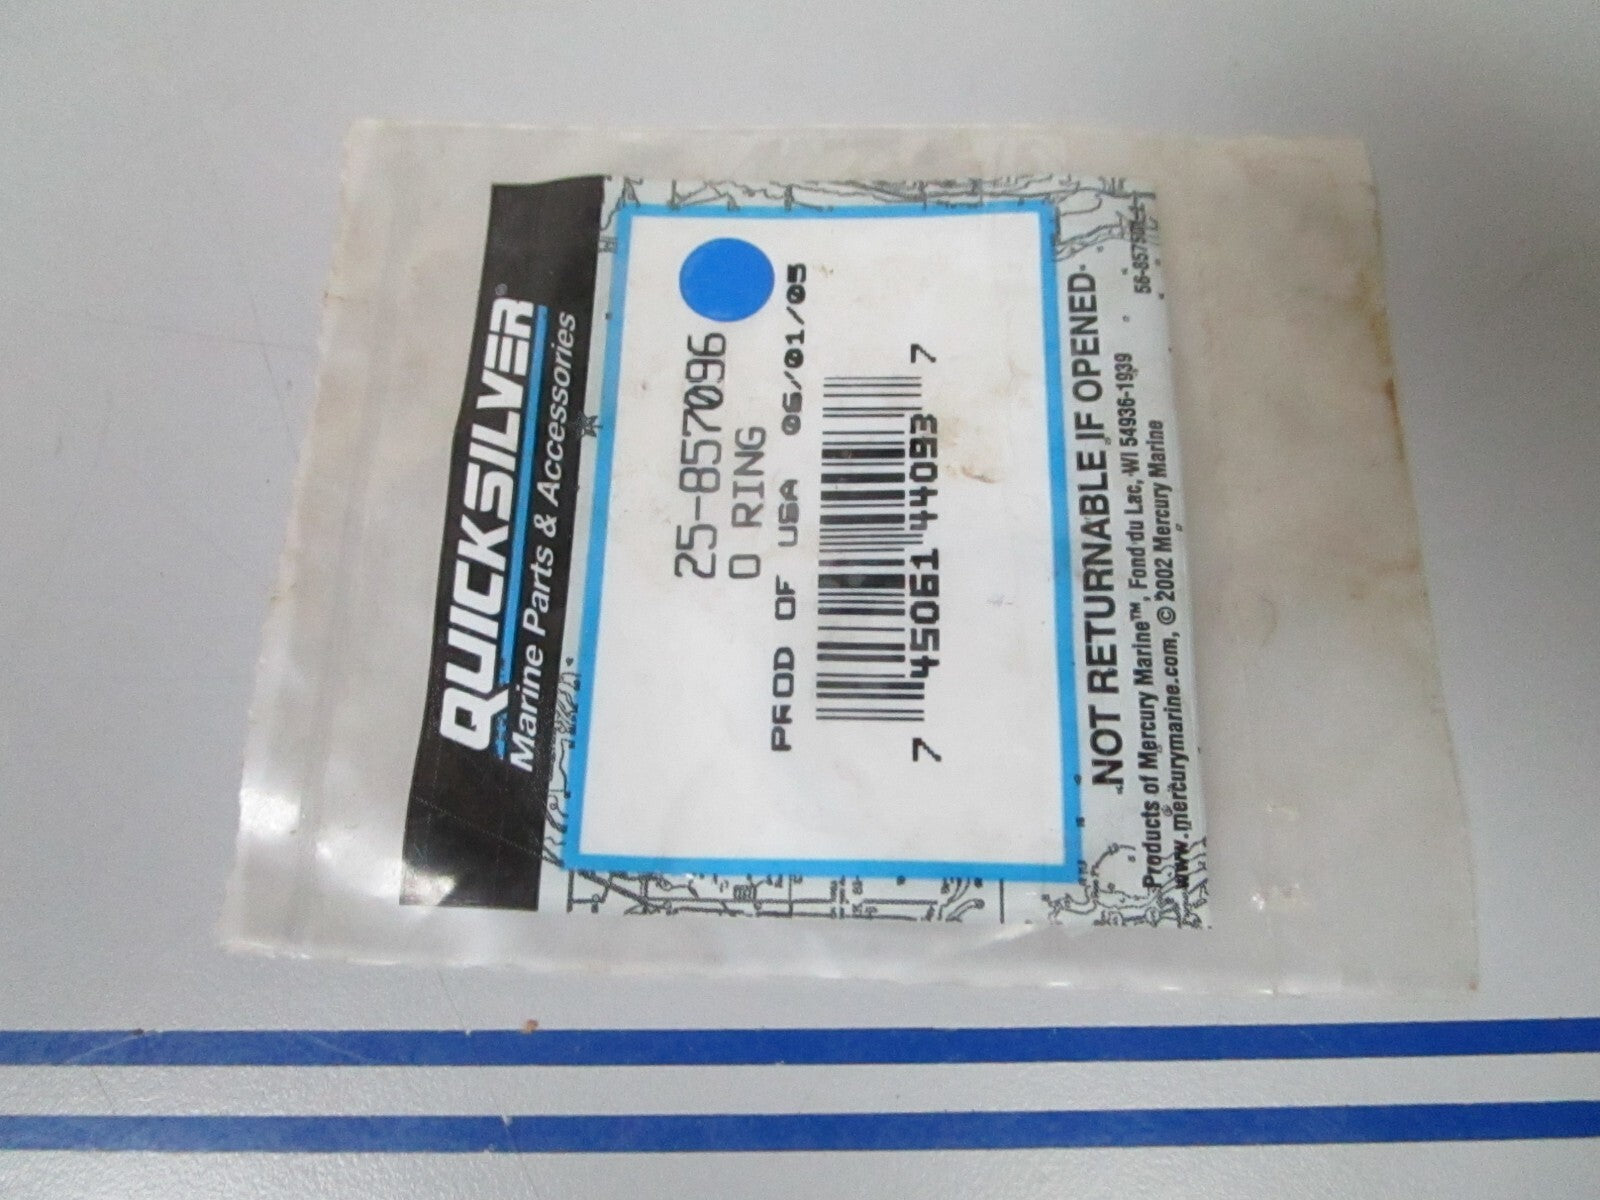 QUICKSILVER®
Marine Parts & Accessories
25-857096
O RING
PROD OF USA 06/01/05
7 45061 44093 7
NOT RETURNABLE IF OPENED
Products of Mercury Marine™, Fond du Lac, WI 54936-1939
www.mercurymarine.com, © 2002 Mercury Marine